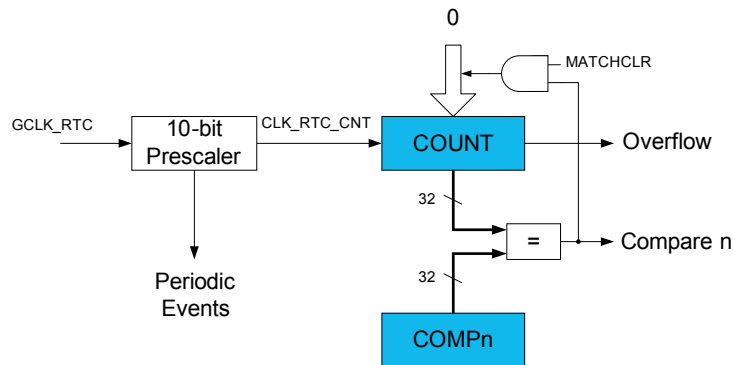 0
MATCHCLR
GCLK_RTC
10-bit
Prescaler
CLK_RTC_CNT
COUNT
Overflow
32
=
Compare n
Periodic
Events
32
COMPn